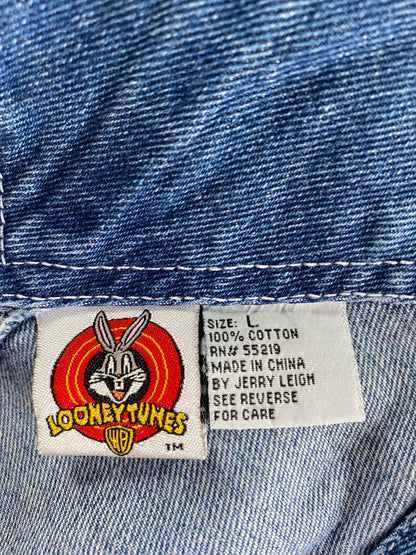 LOONEY TUNES
WB
TM
SIZE: L
100% COTTON
RN# 55219
MADE IN CHINA
BY JERRY LEIGH
SEE REVERSE
FOR CARE